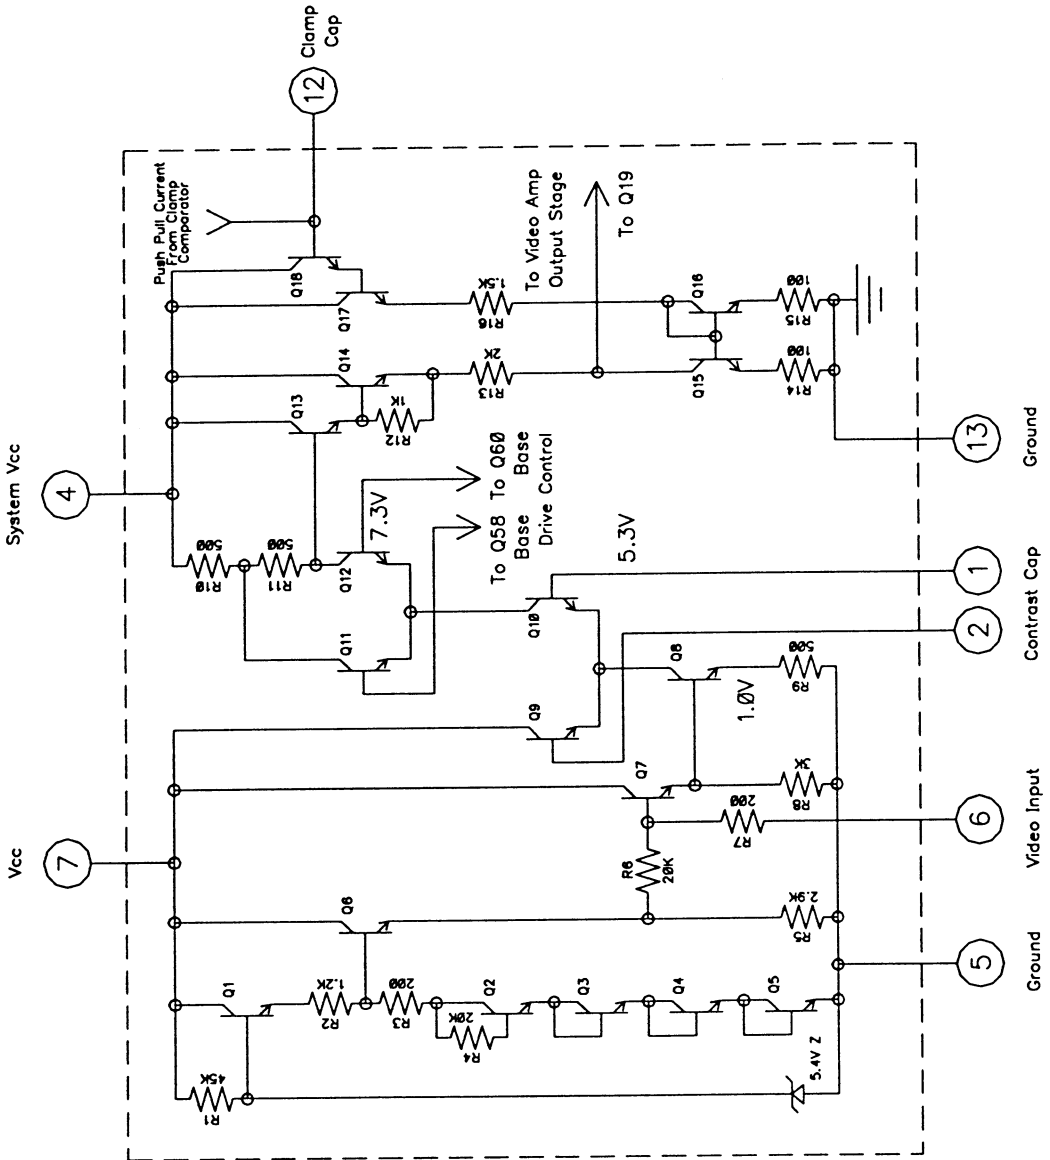 System Vcc
Vcc
4
7
12
Clamp
Cap
Push Pull Current
From Clamp
Comparator
Q18
Q17
Q14
Q13
R10
500
R11
500
R12
1K
R13
2K
R16
1.5K
To Video Amp
Output Stage
To Q19
Q12
Q11
7.3V
To Q58
Base
To Q60
Base
Drive Control
Q16
Q15
R14
100
R15
100
13
Ground
Q10
Q9
5.3V
1
2
Contrast Cap
Q8
1.0V
R9
500
Q7
R8
3K
R7
200
6
Video Input
R6
20K
Q6
R5
2.9K
5
Ground
Q1
R1
45K
R2
1.2K
R3
200
R4
20K
Q2
Q3
Q4
Q5
5.4V Z